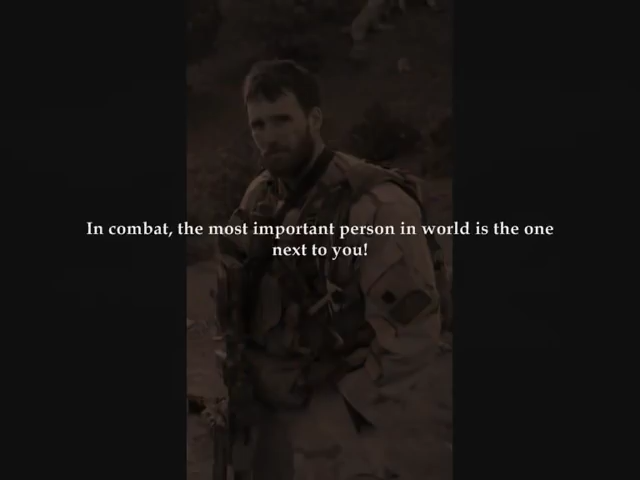 In combat, the most important person in world is the one
next to you!